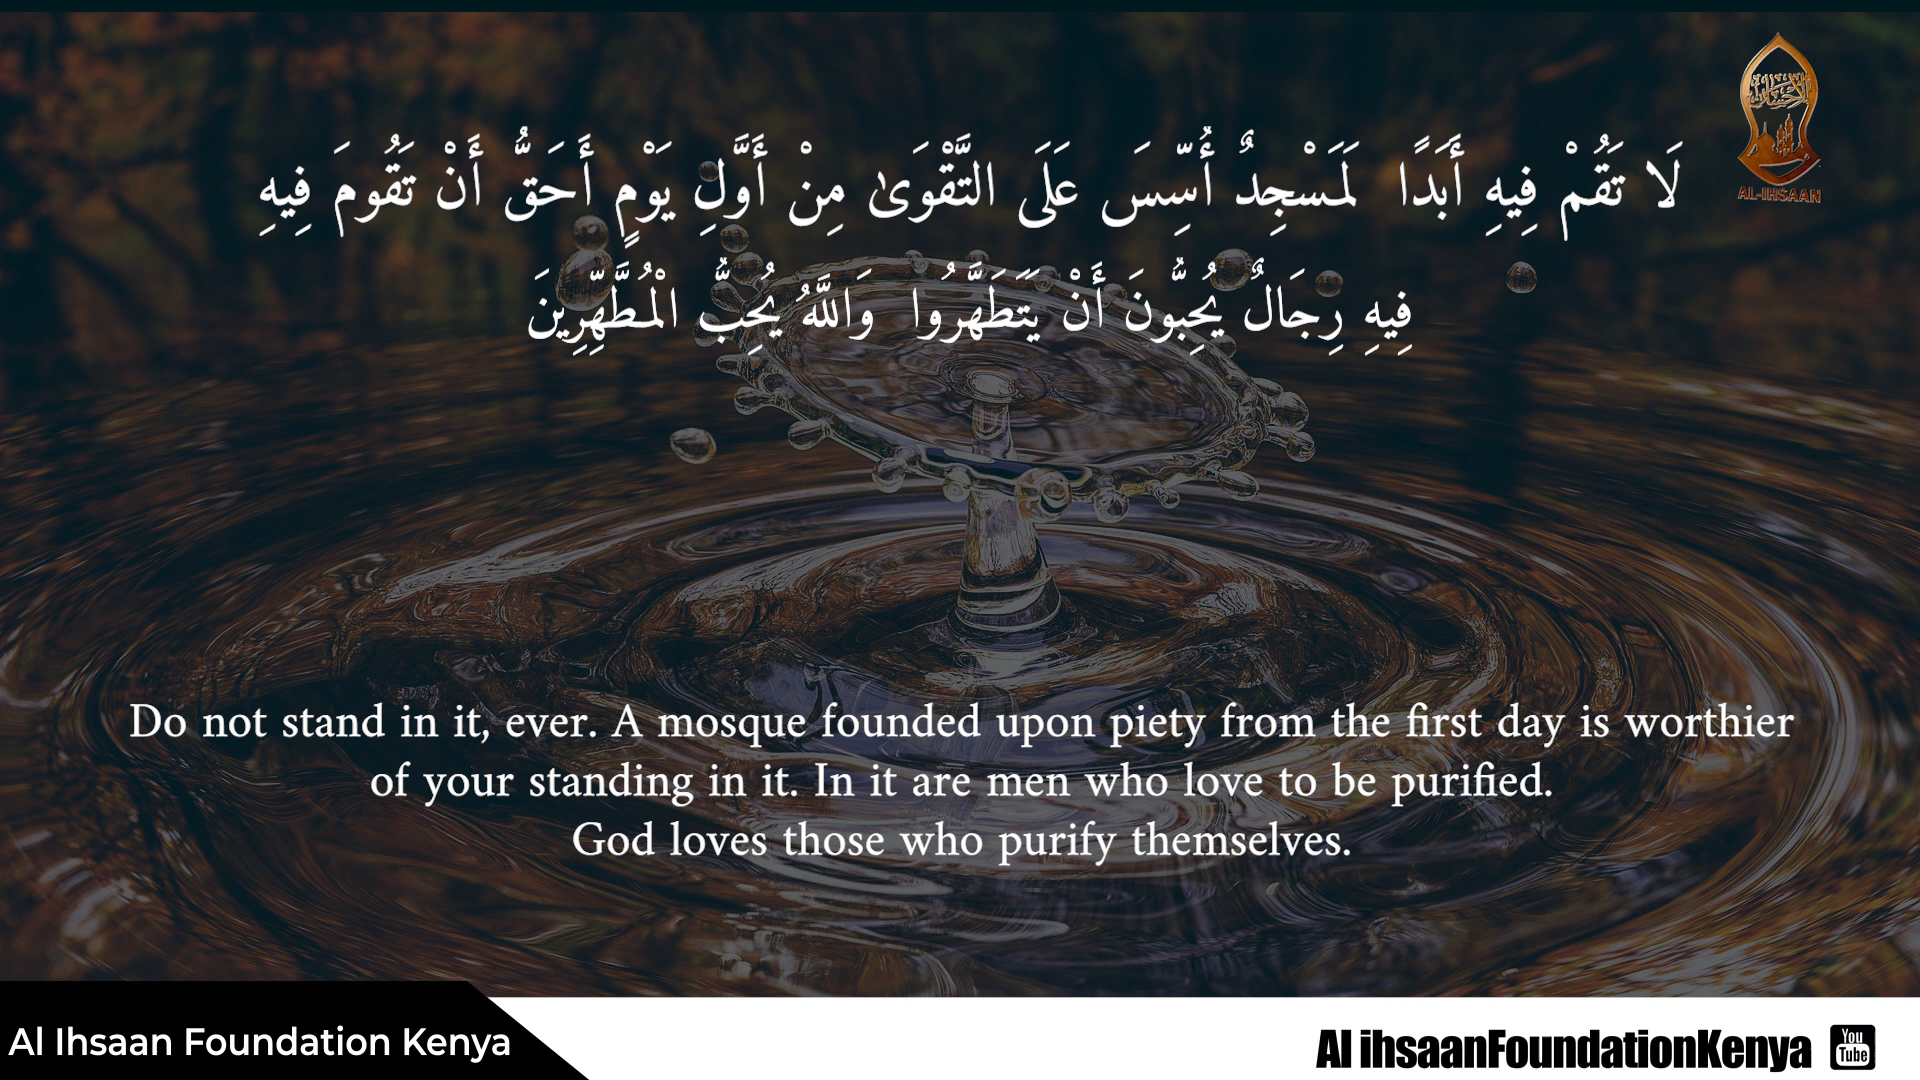 الإحسان
AL-IHSAAN
لَا تَقُمْ فِيهِ أَبَدًا لَمَسْجِدٌ أُسِّسَ عَلَى التَّقْوَىٰ مِنْ أَوَّلِ يَوْمٍ أَحَقُّ أَنْ تَقُومَ فِيهِ
فِيهِ رِجَالٌ يُحِبُّونَ أَنْ يَتَطَهَّرُوا وَاللَّهُ يُحِبُّ الْمُطَّهِّرِينَ
Do not stand in it, ever. A mosque founded upon piety from the first day is worthier
of your standing in it. In it are men who love to be purified.
God loves those who purify themselves.
Al Ihsaan Foundation Kenya
Al ihsaanFoundationKenya
You
Tube